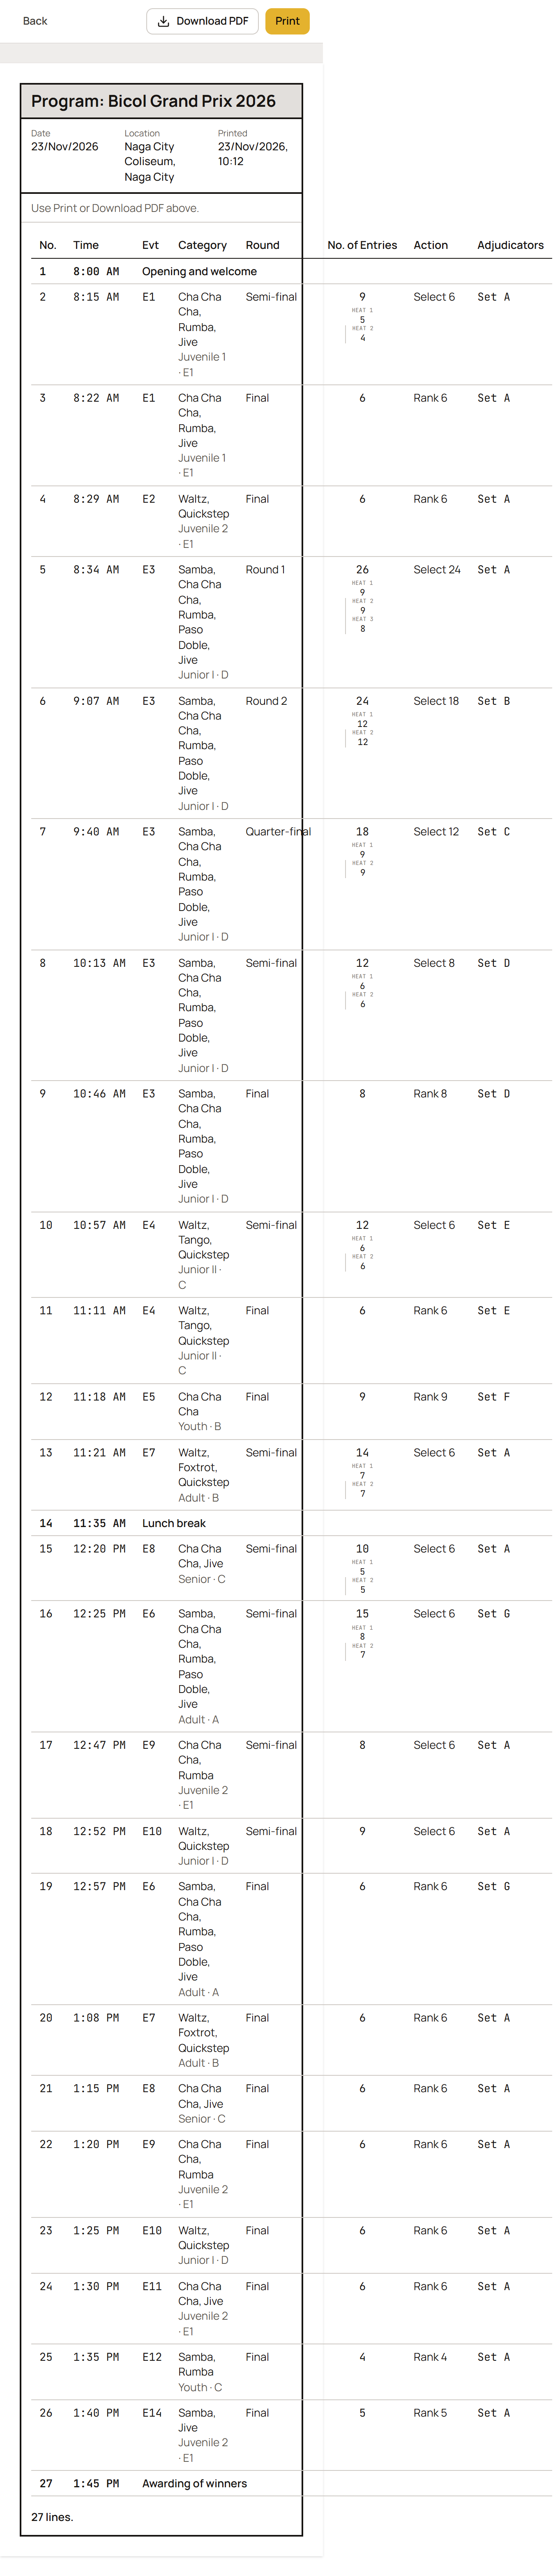 Back
Download PDF
Print
Program: Bicol Grand Prix 2026
Date
Location
Printed
23/Nov/2026
Naga City
Coliseum,
Naga City
23/Nov/2026,
10:12
Use Print or Download PDF above.
No. Time Evt Category Round No. of Entries Action Adjudicators
1 8:00 AM Opening and welcome
2 8:15 AM E1 Cha Cha Semi-final 9 Select 6 Set A
Cha,
Rumba,
Jive
Juvenile 1
· E1
HEAT 1
5
HEAT 2
4
3 8:22 AM E1 Cha Cha Final 6 Rank 6 Set A
Cha,
Rumba,
Jive
Juvenile 1
· E1
4 8:29 AM E2 Waltz, Final 6 Rank 6 Set A
Quickstep
Juvenile 2
· E1
5 8:34 AM E3 Samba, Round 1 26 Select 24 Set A
Cha Cha
Cha,
Rumba,
Paso
Doble,
Jive
Junior I · D
HEAT 1
9
HEAT 2
9
HEAT 3
8
6 9:07 AM E3 Samba, Round 2 24 Select 18 Set B
Cha Cha
Cha,
Rumba,
Paso
Doble,
Jive
Junior I · D
HEAT 1
12
HEAT 2
12
7 9:40 AM E3 Samba, Quarter-final 18 Select 12 Set C
Cha Cha
Cha,
Rumba,
Paso
Doble,
Jive
Junior I · D
HEAT 1
9
HEAT 2
9
8 10:13 AM E3 Samba, Semi-final 12 Select 8 Set D
Cha Cha
Cha,
Rumba,
Paso
Doble,
Jive
Junior I · D
HEAT 1
6
HEAT 2
6
9 10:46 AM E3 Samba, Final 8 Rank 8 Set D
Cha Cha
Cha,
Rumba,
Paso
Doble,
Jive
Junior I · D
10 10:57 AM E4 Waltz, Semi-final 12 Select 6 Set E
Tango,
Quickstep
Junior II ·
C
HEAT 1
6
HEAT 2
6
11 11:11 AM E4 Waltz, Final 6 Rank 6 Set E
Tango,
Quickstep
Junior II ·
C
12 11:18 AM E5 Cha Cha Final 9 Rank 9 Set F
Cha
Youth · B
13 11:21 AM E7 Waltz, Semi-final 14 Select 6 Set A
Foxtrot,
Quickstep
Adult · B
HEAT 1
7
HEAT 2
7
14 11:35 AM Lunch break
15 12:20 PM E8 Cha Cha Semi-final 10 Select 6 Set A
Cha, Jive
Senior · C
HEAT 1
5
HEAT 2
5
16 12:25 PM E6 Samba, Semi-final 15 Select 6 Set G
Cha Cha
Cha,
Rumba,
Paso
Doble,
Jive
Adult · A
HEAT 1
8
HEAT 2
7
17 12:47 PM E9 Cha Cha Semi-final 8 Select 6 Set A
Cha,
Rumba
Juvenile 2
· E1
18 12:52 PM E10 Waltz, Semi-final 9 Select 6 Set A
Quickstep
Junior I · D
19 12:57 PM E6 Samba, Final 6 Rank 6 Set G
Cha Cha
Cha,
Rumba,
Paso
Doble,
Jive
Adult · A
20 1:08 PM E7 Waltz, Final 6 Rank 6 Set A
Foxtrot,
Quickstep
Adult · B
21 1:15 PM E8 Cha Cha Final 6 Rank 6 Set A
Cha, Jive
Senior · C
22 1:20 PM E9 Cha Cha Final 6 Rank 6 Set A
Cha,
Rumba
Juvenile 2
· E1
23 1:25 PM E10 Waltz, Final 6 Rank 6 Set A
Quickstep
Junior I · D
24 1:30 PM E11 Cha Cha Final 6 Rank 6 Set A
Cha, Jive
Juvenile 2
· E1
25 1:35 PM E12 Samba, Final 4 Rank 4 Set A
Rumba
Youth · C
26 1:40 PM E14 Samba, Final 5 Rank 5 Set A
Jive
Juvenile 2
· E1
27 1:45 PM Awarding of winners
27 lines.